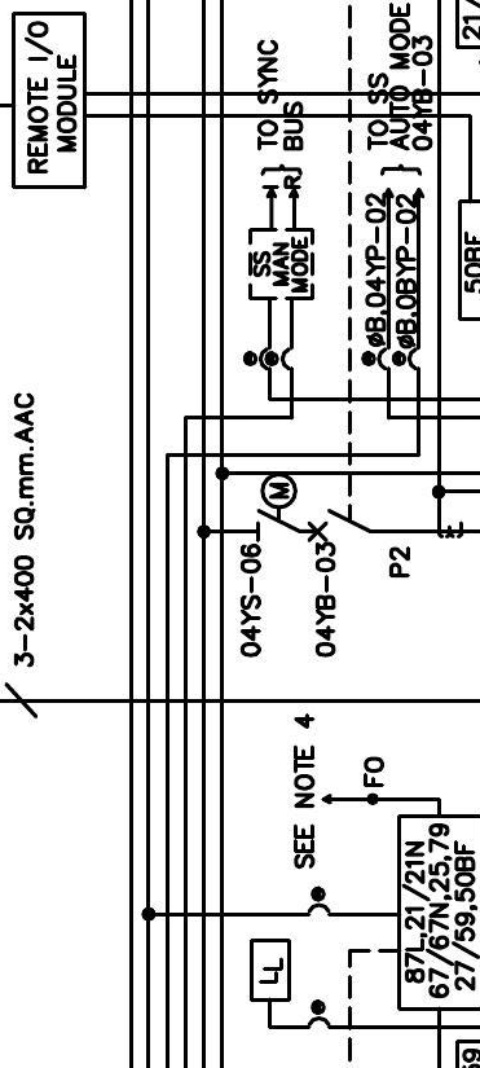 REMOTE I/O
MODULE
TO SYNC
BUS
TO SS
AUTO MODE
04YB-03
21/
I
R
SS
MAN
MODE
øB,04YP-02
øB,0BYP-02
50BF
3-2x400 SQ.mm.AAC
M
04YS-06
04YB-03
P2
SEE NOTE 4
FO
87L,21/21N
67/67N,25,79
27/59,50BF
LL